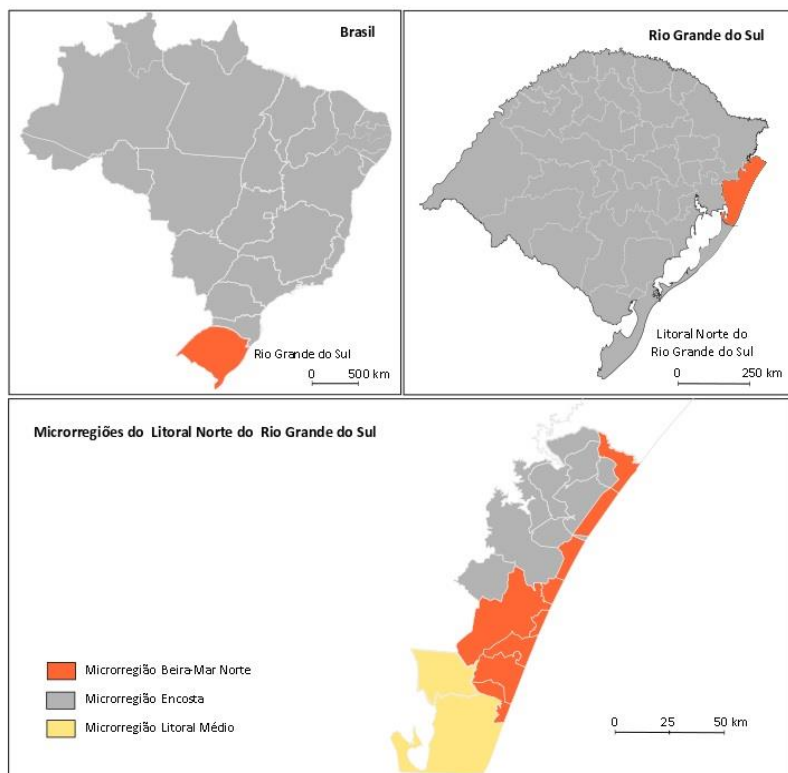 Brasil
Rio Grande do Sul
0 500 km
Rio Grande do Sul
Litoral Norte do
Rio Grande do Sul
0 250 km
Microrregiões do Litoral Norte do Rio Grande do Sul
Microrregião Beira-Mar Norte
Microrregião Encosta
Microrregião Litoral Médio
0 25 50 km